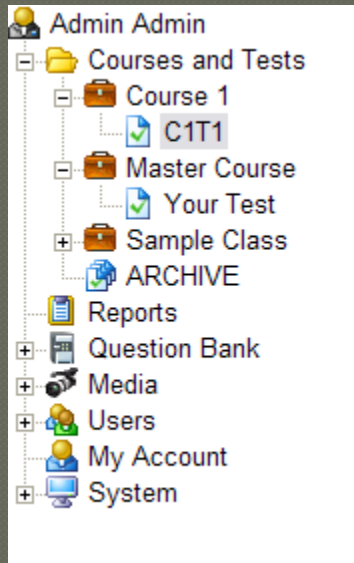 Admin Admin
Courses and Tests
Course 1
C1T1
Master Course
Your Test
Sample Class
ARCHIVE
Reports
Question Bank
Media
Users
My Account
System